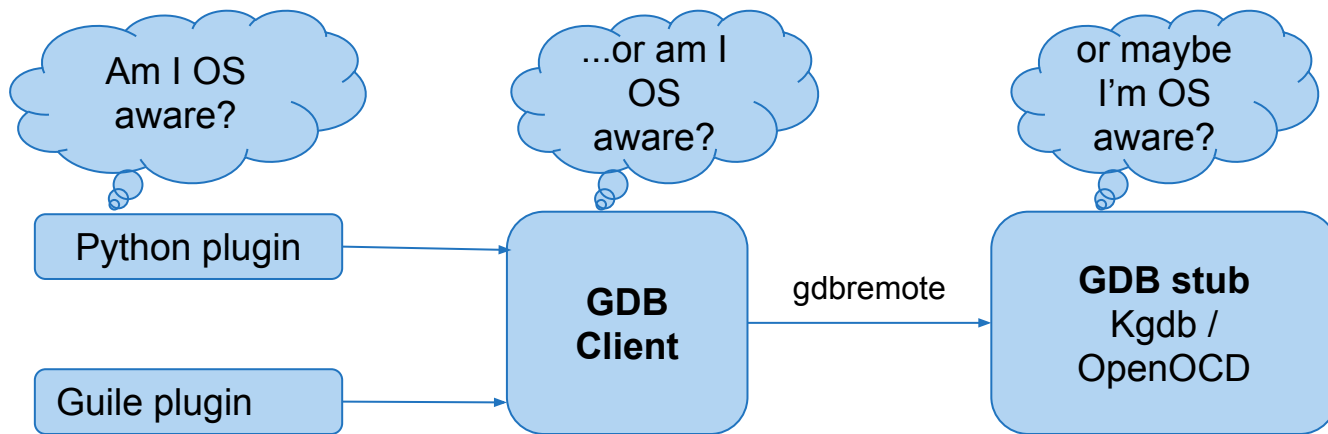 Am I OS
aware?
...or am I
OS
aware?
or maybe
I'm OS
aware?
Python plugin
Guile plugin
GDB
Client
gdbremote
GDB stub
Kgdb /
OpenOCD